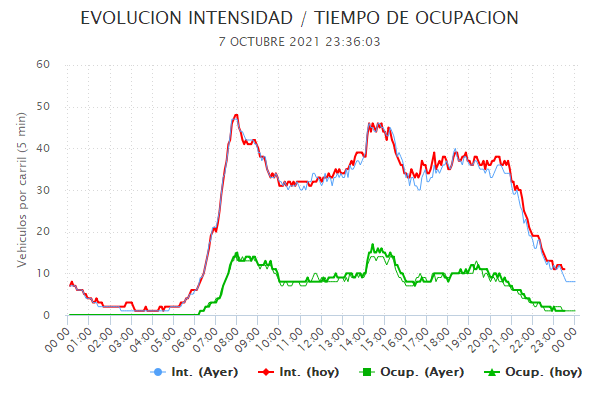 EVOLUCION INTENSIDAD / TIEMPO DE OCUPACION
7 OCTUBRE 2021 23:36:03
Vehiculos por carril (5 min)
60
50
40
30
20
10
0
00:00 01:00 02:00 03:00 04:00 05:00 06:00 07:00 08:00 09:00 10:00 11:00 12:00 13:00 14:00 15:00 16:00 17:00 18:00 19:00 20:00 21:00 22:00 23:00 00:00
Int. (Ayer) Int. (hoy) Ocup. (Ayer) Ocup. (hoy)